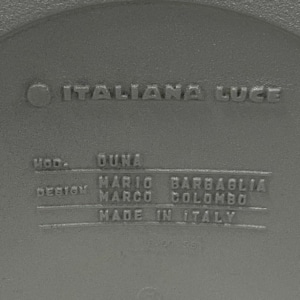 ITALIANA LUCE
MOD. DUNA
DESIGN MARIO BARBAGLIA
MARCO COLOMBO
MADE IN ITALY